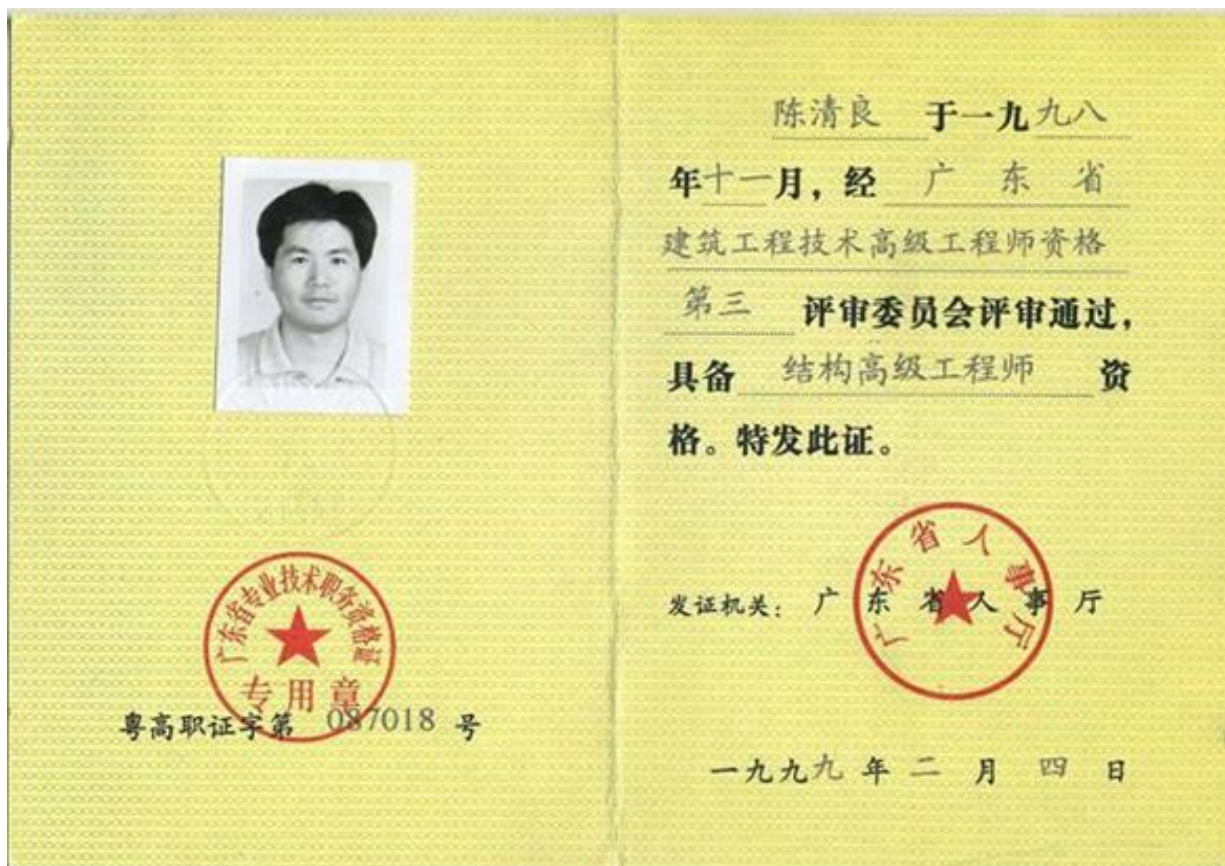 广东省专业技术职务资格证
专用章
粤高职证字第 087018 号
陈清良 于一九九八
年十一月，经 广东省
建筑工程技术高级工程师资格
第三 评审委员会评审通过，
具备 结构高级工程师 资
格。特发此证。
广东省人事厅
发证机关：广东省人事厅
一九九九年二月四日